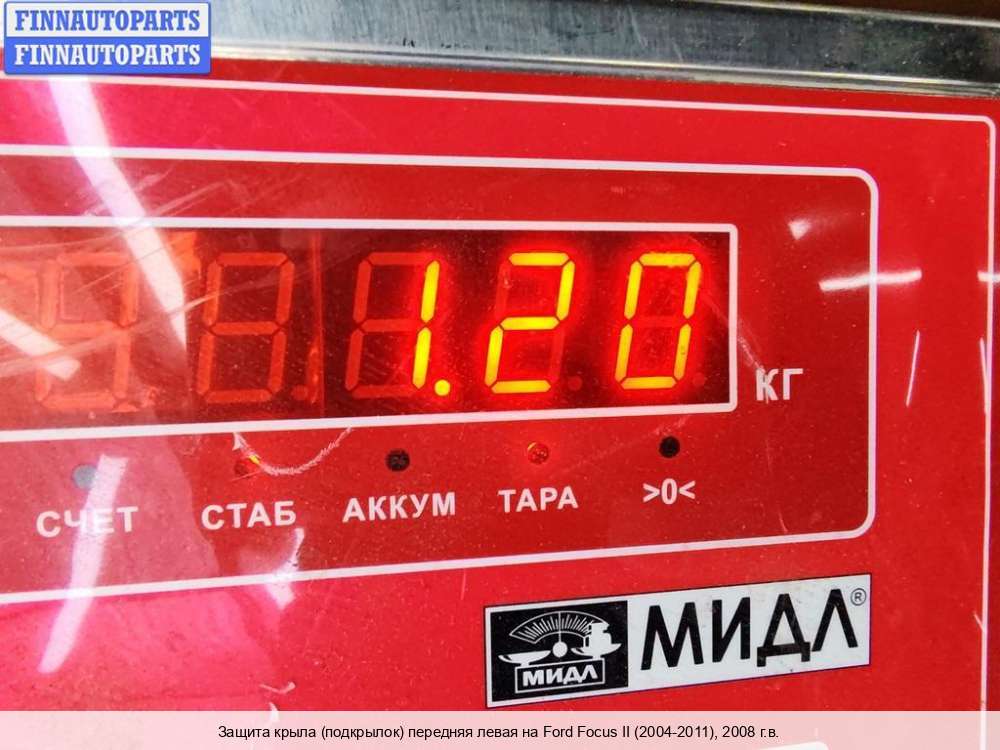 FINNAUTOPARTS
FINNAUTOPARTS
1.20
КГ
СЧЕТ СТАБ АККУМ ТАРА >0<
МИДЛ®
МИДЛ
Защита крыла (подкрылок) передняя левая на Ford Focus II (2004-2011), 2008 г.в.